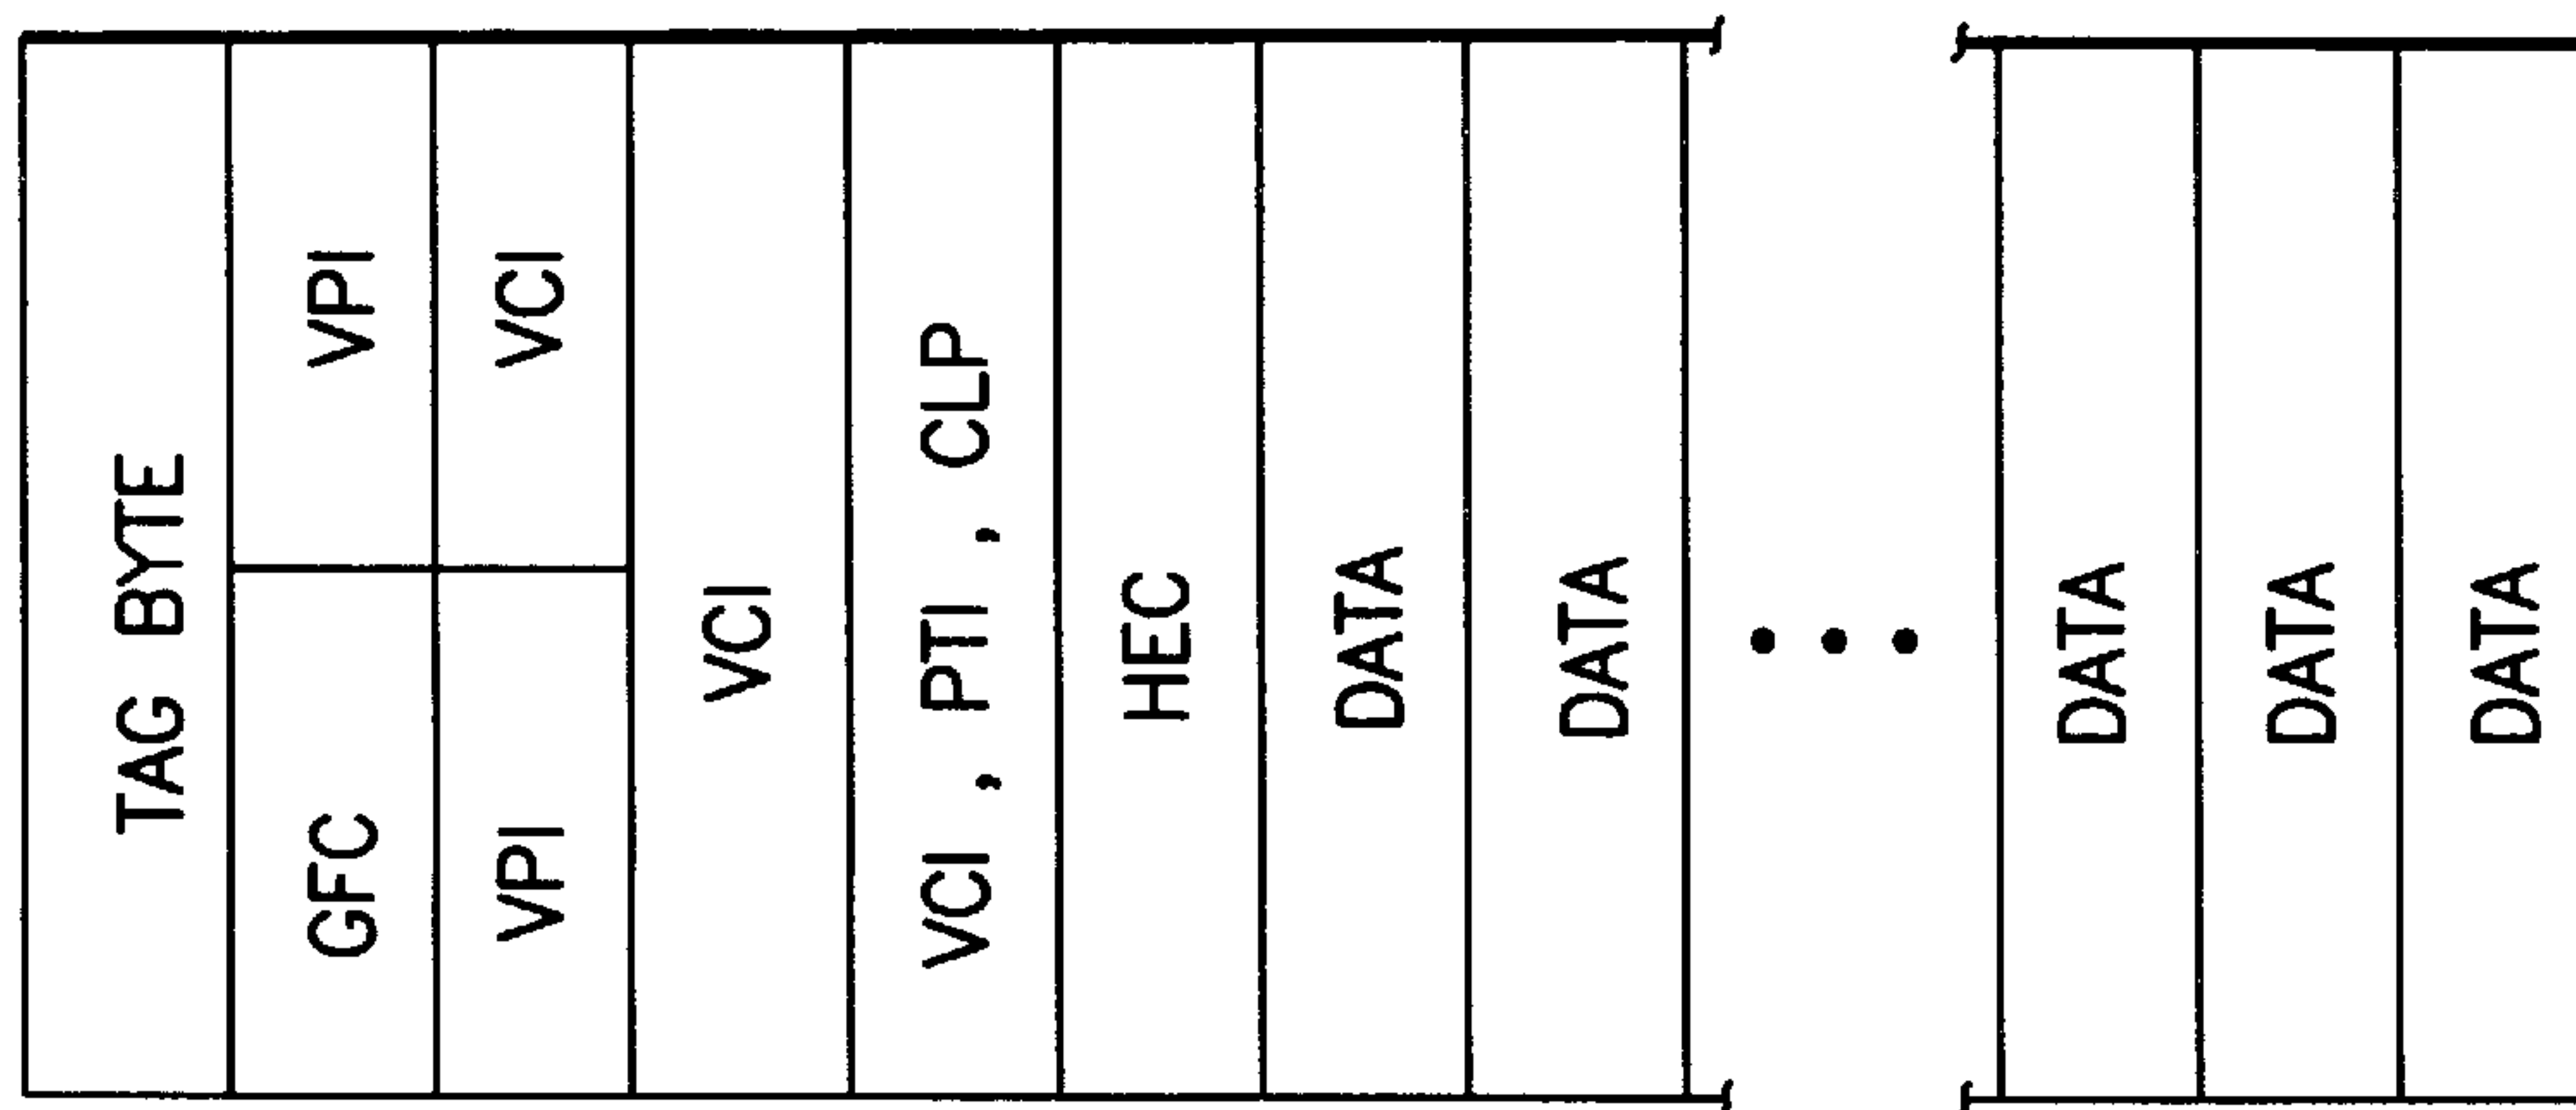 TAG BYTE
GFC VPI
VPI VCI
VCI
VCI , PTI , CLP
HEC
DATA
DATA
DATA
DATA
DATA